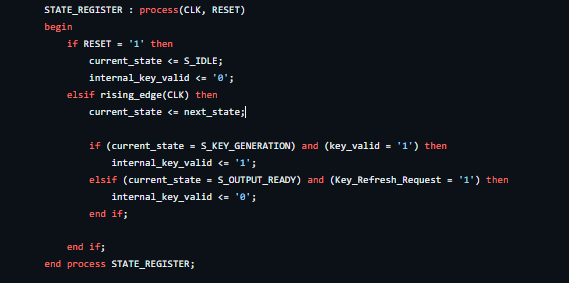 STATE_REGISTER : process(CLK, RESET)
begin
    if RESET = '1' then
        current_state <= S_IDLE;
        internal_key_valid <= '0';
    elsif rising_edge(CLK) then
        current_state <= next_state;

        if (current_state = S_KEY_GENERATION) and (key_valid = '1') then
            internal_key_valid <= '1';
        elsif (current_state = S_OUTPUT_READY) and (Key_Refresh_Request = '1') then
            internal_key_valid <= '0';
        end if;

    end if;
end process STATE_REGISTER;